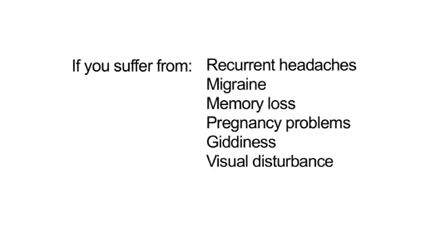 If you suffer from: Recurrent headaches
Migraine
Memory loss
Pregnancy problems
Giddiness
Visual disturbance